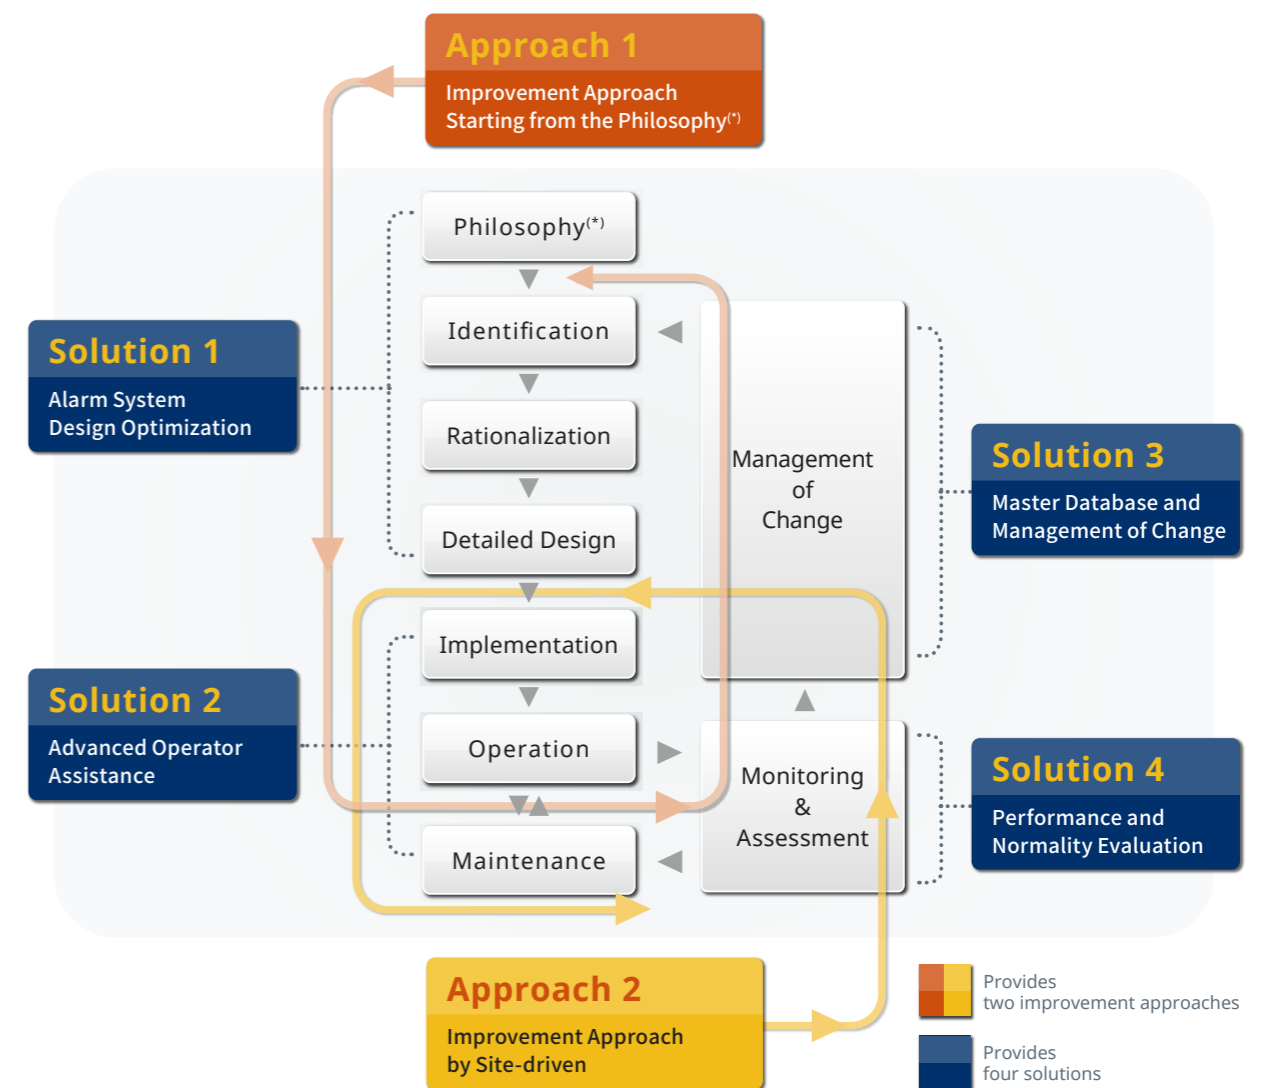 Approach 1
Improvement Approach
Starting from the Philosophy(*)
Philosophy(*)
Identification
Rationalization
Detailed Design
Implementation
Operation
Maintenance
Management
of
Change
Monitoring
&
Assessment
Solution 1
Alarm System
Design Optimization
Solution 2
Advanced Operator
Assistance
Solution 3
Master Database and
Management of Change
Solution 4
Performance and
Normality Evaluation
Approach 2
Improvement Approach
by Site-driven
Provides
two improvement approaches
Provides
four solutions